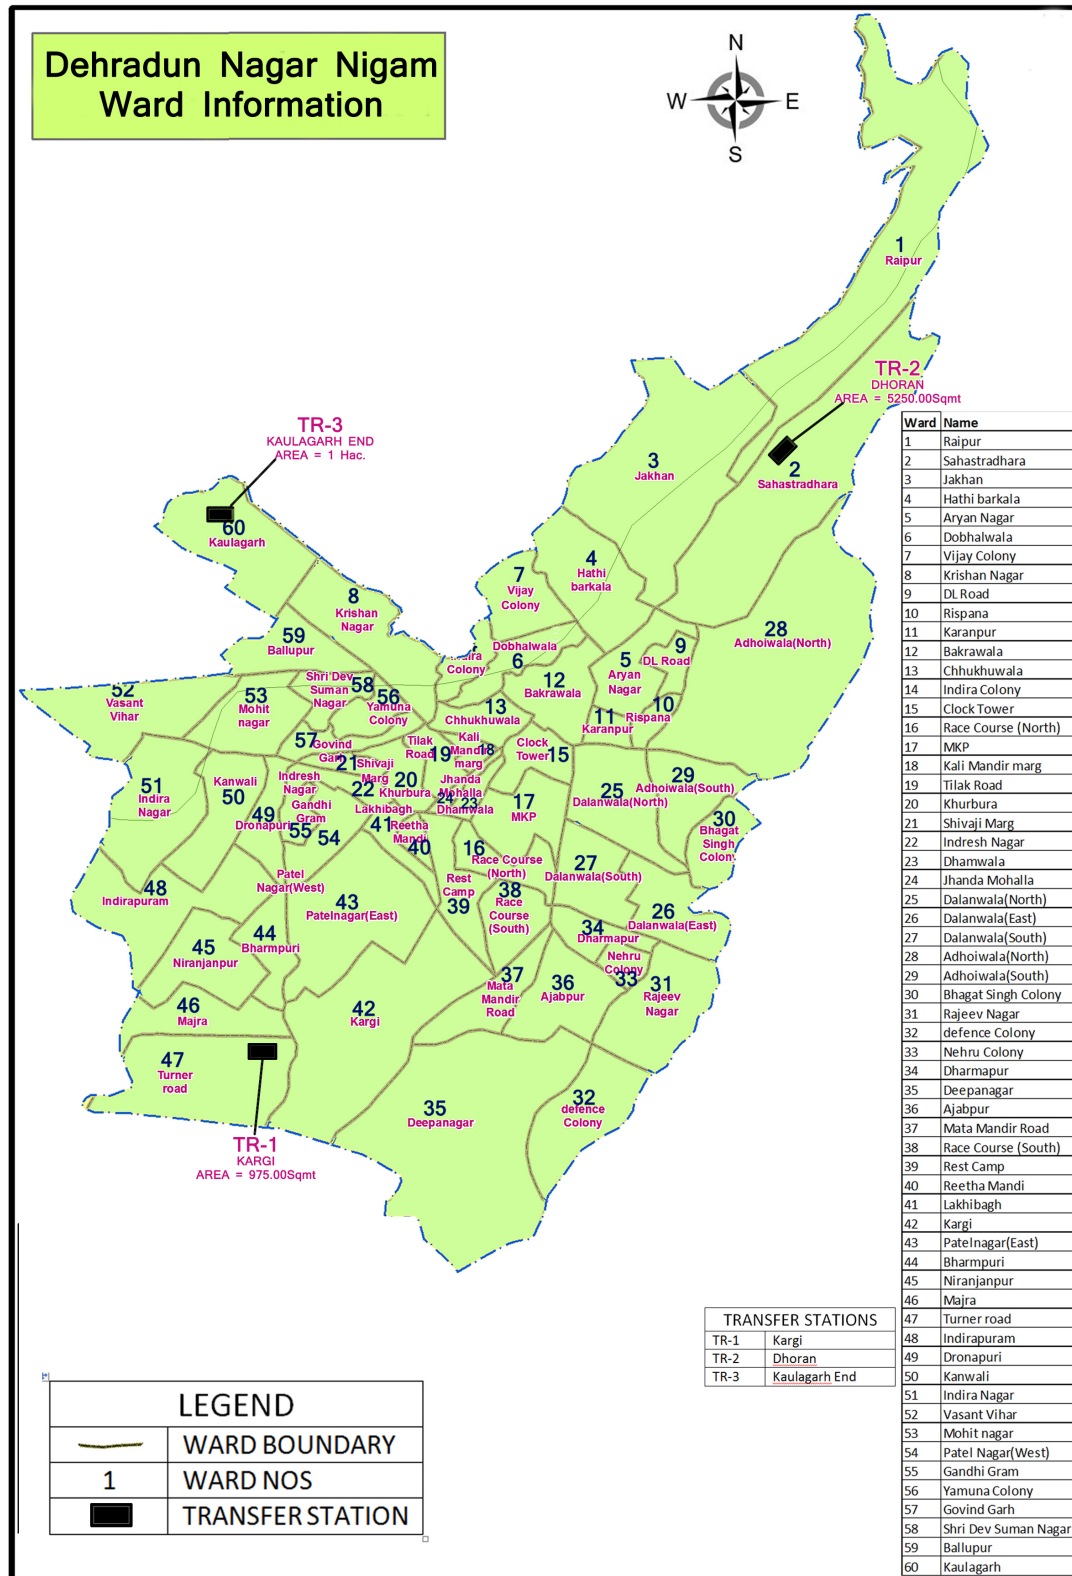 Dehradun Nagar Nigam
Ward Information
N
W
E
S
1
Raipur
TR-2
DHORAN
AREA = 5250.00Sqmt
2
Sahastradhara
3
Jakhan
TR-3
KAULAGARH END
AREA = 1 Hac.
60
Kaulagarh
4
Hathi
barkala
7
Vijay
Colony
8
Krishan
Nagar
59
Ballupur
28
Adhoiwala(North)
Dobhalwala
6
Colony
5
Aryan
Nagar
9
DL Road
10
Rispana
11
Karanpur
12
Bakrawala
13
Chhukhuwala
Shri Dev
Suman
Nagar
58
56
Yamuna
Colony
52
Vasant
Vihar
53
Mohit
nagar
57
Govind
Garh
Tilak
Road
19
Kali
Mandir
marg
18
Clock
Tower
15
21
Shivaji
Marg
22
20
Khurbura
Indresh
Nagar
Jhanda
Mohalla
24
23
Dhamwala
17
MKP
25
Dalanwala(North)
29
Adhoiwala(South)
30
Bhagat
Singh
Colony
51
Indira
Nagar
Kanwali
50
49
Dronapuri
Gandhi
Gram
55
54
Lakhibagh
41
Reetha
Mandi
40
16
Race Course
(North)
27
Dalanwala(South)
Patel
Nagar(West)
Rest
Camp
39
38
Race
Course
(South)
48
Indirapuram
43
Patelnagar(East)
26
Dalanwala(East)
34
Dharmapur
Nehru
Colony
33
44
Bharmpuri
45
Niranjanpur
37
Mata
Mandir
Road
36
Ajabpur
31
Rajeev
Nagar
46
Majra
42
Kargi
47
Turner
road
35
Deepanagar
32
defence
Colony
TR-1
KARGI
AREA = 975.00Sqmt
Ward Name
1 Raipur
2 Sahastradhara
3 Jakhan
4 Hathi barkala
5 Aryan Nagar
6 Dobhalwala
7 Vijay Colony
8 Krishan Nagar
9 DL Road
10 Rispana
11 Karanpur
12 Bakrawala
13 Chhukhuwala
14 Indira Colony
15 Clock Tower
16 Race Course (North)
17 MKP
18 Kali Mandir marg
19 Tilak Road
20 Khurbura
21 Shivaji Marg
22 Indresh Nagar
23 Dhamwala
24 Jhanda Mohalla
25 Dalanwala(North)
26 Dalanwala(East)
27 Dalanwala(South)
28 Adhoiwala(North)
29 Adhoiwala(South)
30 Bhagat Singh Colony
31 Rajeev Nagar
32 defence Colony
33 Nehru Colony
34 Dharmapur
35 Deepanagar
36 Ajabpur
37 Mata Mandir Road
38 Race Course (South)
39 Rest Camp
40 Reetha Mandi
41 Lakhibagh
42 Kargi
43 Patelnagar(East)
44 Bharmpuri
45 Niranjanpur
46 Majra
47 Turner road
48 Indirapuram
49 Dronapuri
50 Kanwali
51 Indira Nagar
52 Vasant Vihar
53 Mohit nagar
54 Patel Nagar(West)
55 Gandhi Gram
56 Yamuna Colony
57 Govind Garh
58 Shri Dev Suman Nagar
59 Ballupur
60 Kaulagarh
TRANSFER STATIONS
TR-1 Kargi
TR-2 Dhoran
TR-3 Kaulagarh End
LEGEND
WARD BOUNDARY
1 WARD NOS
TRANSFER STATION